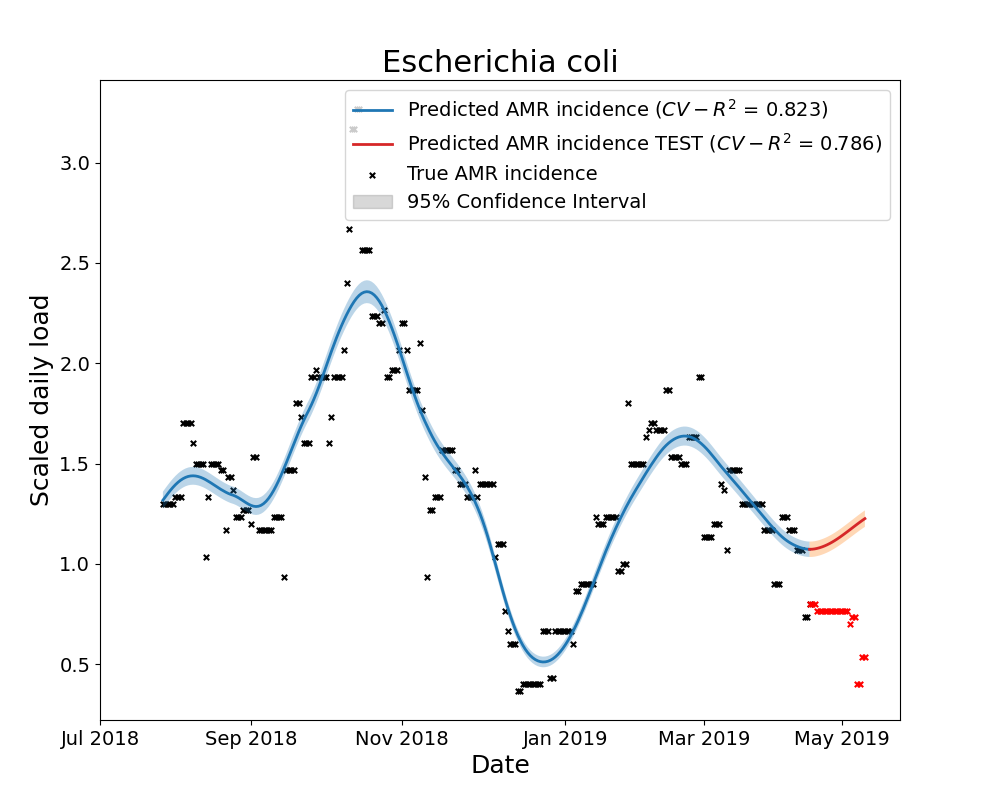 Escherichia coli
Predicted AMR incidence (CV − R² = 0.823)
Predicted AMR incidence TEST (CV − R² = 0.786)
True AMR incidence
95% Confidence Interval
Scaled daily load
3.0
2.5
2.0
1.5
1.0
0.5
Jul 2018 Sep 2018 Nov 2018 Jan 2019 Mar 2019 May 2019
Date